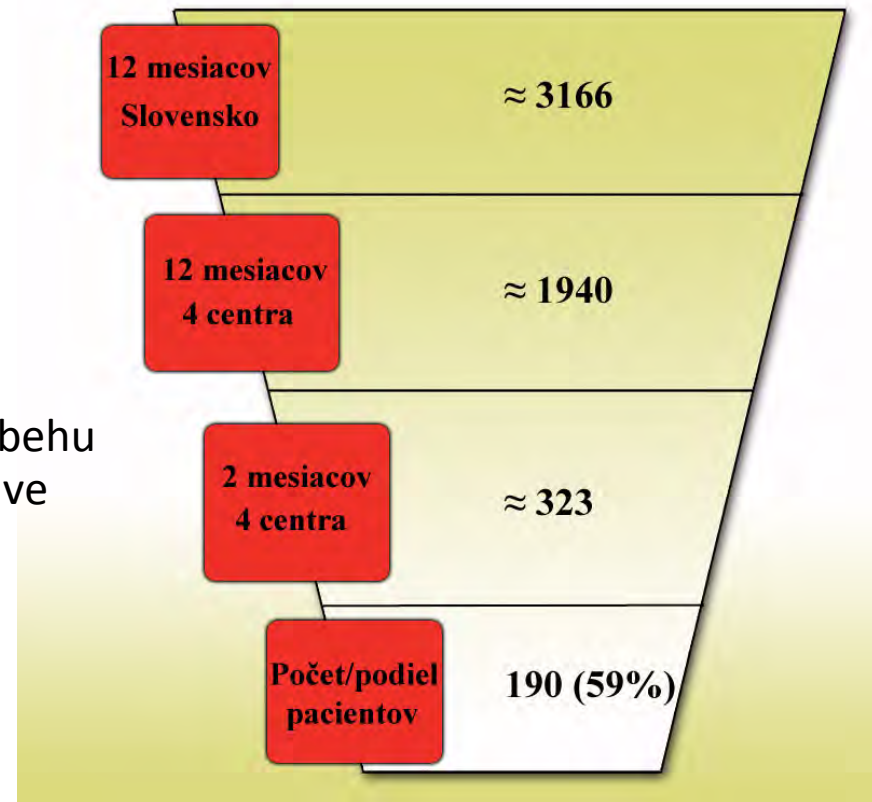 12 mesiacov
Slovensko
≈ 3166
12 mesiacov
4 centra
≈ 1940
behu
ve
2 mesiacov
4 centra
≈ 323
Počet/podiel
pacientov
190 (59%)